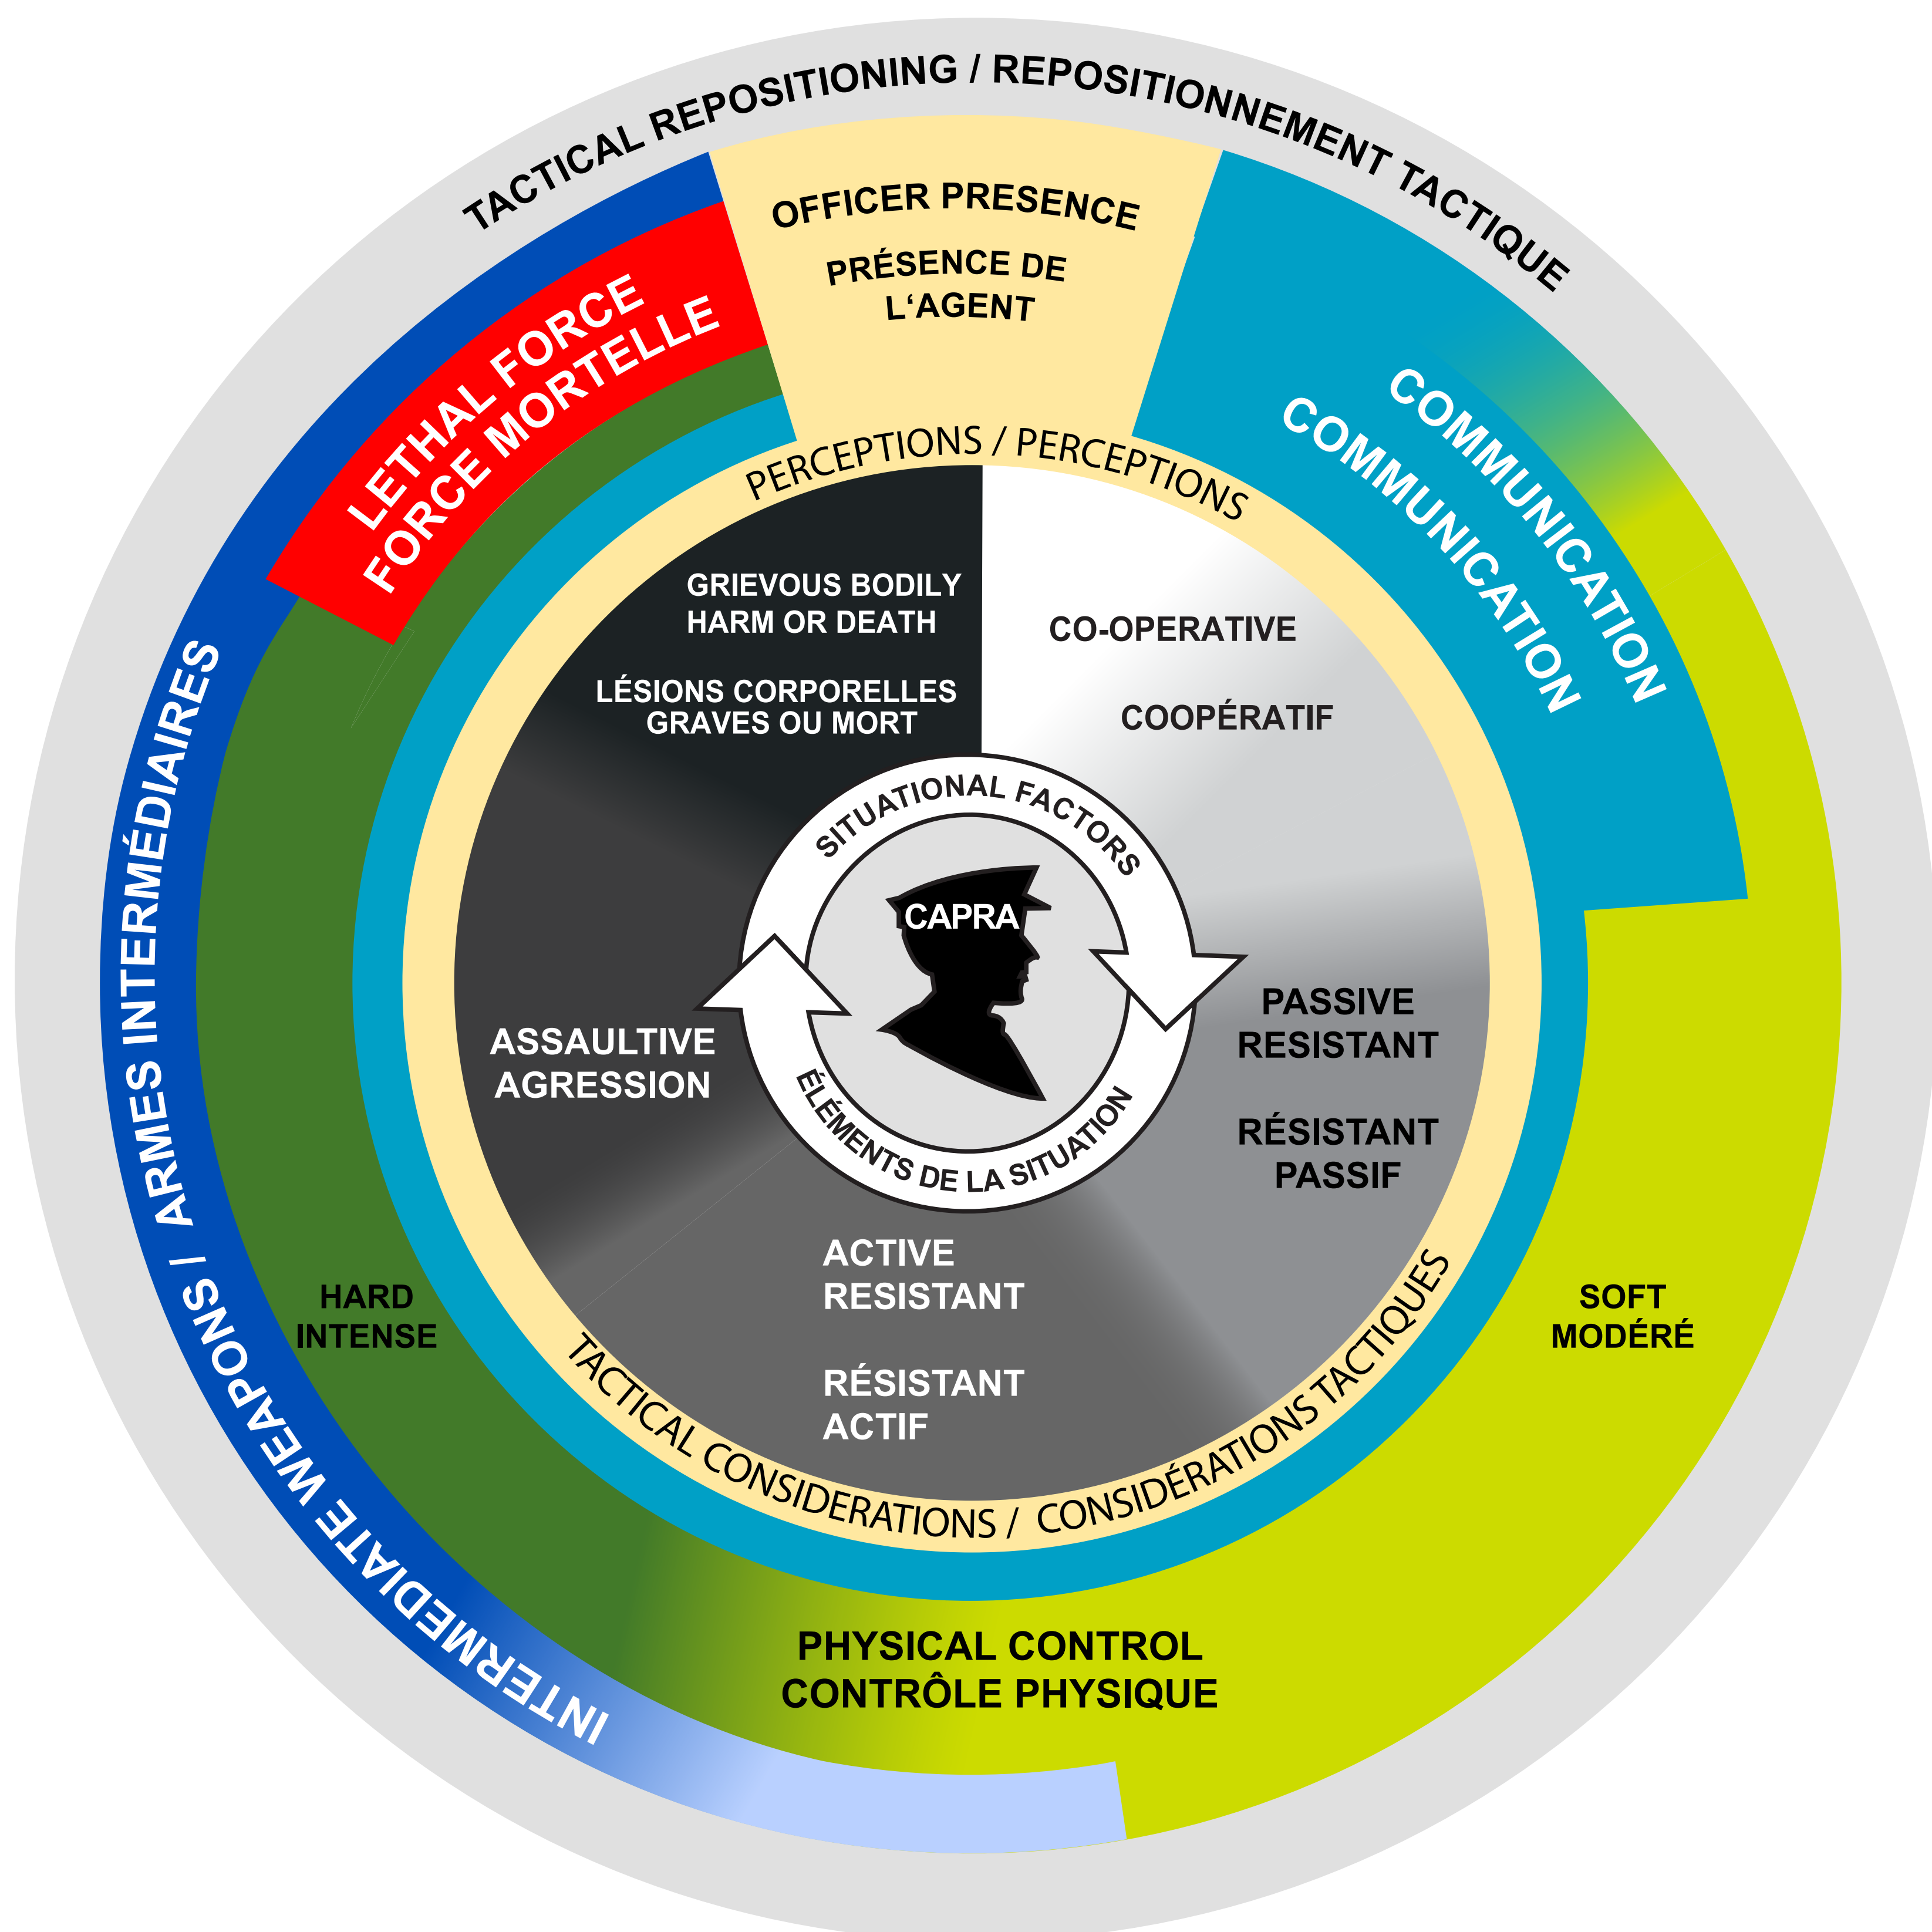 TACTICAL REPOSITIONING / REPOSITIONNEMENT TACTIQUE
OFFICER PRESENCE
PRÉSENCE DE
L‘AGENT
COMMUNICATION
COMMUNICATION
LETHAL FORCE
FORCE MORTELLE
PERCEPTIONS / PERCEPTIONS
GRIEVOUS BODILY
HARM OR DEATH
LÉSIONS CORPORELLES
GRAVES OU MORT
CO-OPERATIVE
COOPÉRATIF
SITUATIONAL FACTORS
CAPRA
ÉLÉMENTS DE LA SITUATION
PASSIVE
RESISTANT
RÉSISTANT
PASSIF
ASSAULTIVE
AGRESSION
ACTIVE
RESISTANT
RÉSISTANT
ACTIF
TACTICAL CONSIDERATIONS / CONSIDÉRATIONS TACTIQUES
HARD
INTENSE
SOFT
MODÉRÉ
INTERMEDIATE WEAPONS / ARMES INTERMÉDIAIRES
PHYSICAL CONTROL
CONTRÔLE PHYSIQUE